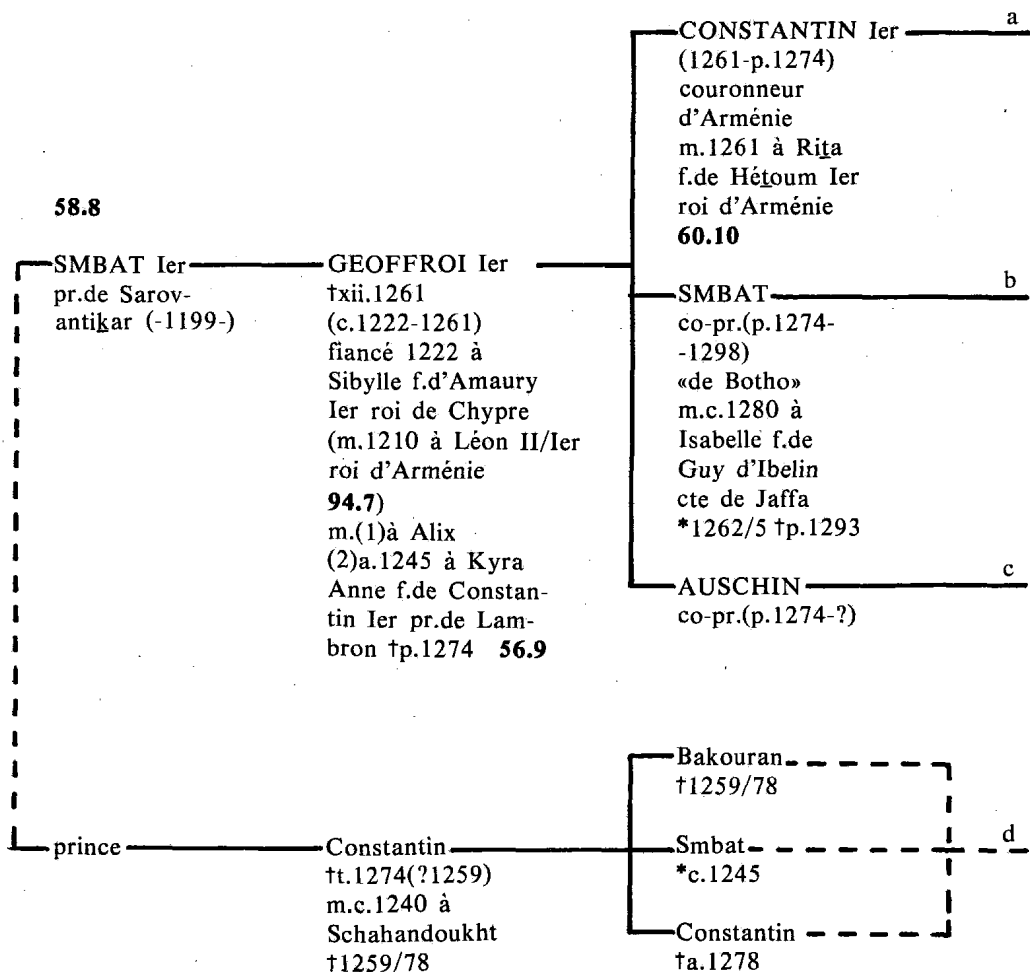 a
CONSTANTIN Ier
(1261-p.1274)
couronneur
d'Arménie
m.1261 à Riṯa
f.de Héṯoum Ier
roi d'Arménie
60.10
58.8
SMBAT Ier
pr.de Sarov-
antiḵar (-1199-)
GEOFFROI Ier
†xii.1261
(c.1222-1261)
fiancé 1222 à
Sibylle f.d'Amaury
Ier roi de Chypre
(m.1210 à Léon II/Ier
roi d'Arménie
94.7)
m.(1)à Alix
(2)a.1245 à Kyra
Anne f.de Constan-
tin Ier pr.de Lam-
bron †p.1274 56.9
b
SMBAT
co-pr.(p.1274-
-1298)
«de Botho»
m.c.1280 à
Isabelle f.de
Guy d'Ibelin
cte de Jaffa
*1262/5 †p.1293
c
AUSCHIN
co-pr.(p.1274-?)
prince
Constantin
†t.1274(?1259)
m.c.1240 à
Schahandoukht
†1259/78
Bakouran
†1259/78
d
Smbat
*c.1245
Constantin
†a.1278